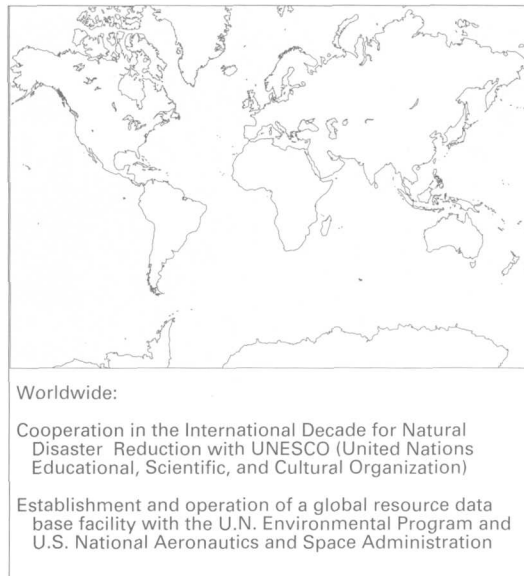 Worldwide:
Cooperation in the International Decade for Natural
Disaster Reduction with UNESCO (United Nations
Educational, Scientific, and Cultural Organization)
Establishment and operation of a global resource data
base facility with the U.N. Environmental Program and
U.S. National Aeronautics and Space Administration